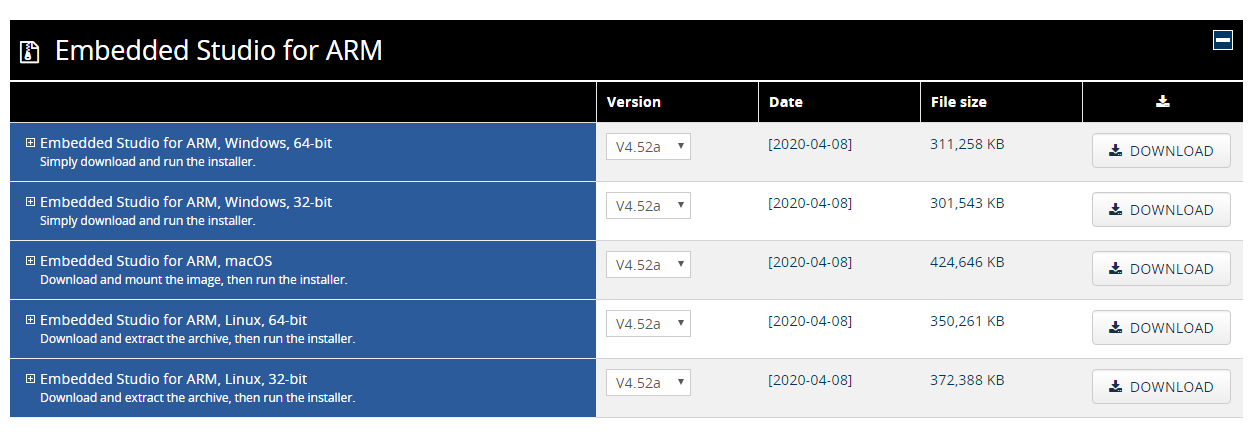 Embedded Studio for ARM
Version Date File size
Embedded Studio for ARM, Windows, 64-bit V4.52a [2020-04-08] 311,258 KB DOWNLOAD
Simply download and run the installer.
Embedded Studio for ARM, Windows, 32-bit V4.52a [2020-04-08] 301,543 KB DOWNLOAD
Simply download and run the installer.
Embedded Studio for ARM, macOS V4.52a [2020-04-08] 424,646 KB DOWNLOAD
Download and mount the image, then run the installer.
Embedded Studio for ARM, Linux, 64-bit V4.52a [2020-04-08] 350,261 KB DOWNLOAD
Download and extract the archive, then run the installer.
Embedded Studio for ARM, Linux, 32-bit V4.52a [2020-04-08] 372,388 KB DOWNLOAD
Download and extract the archive, then run the installer.